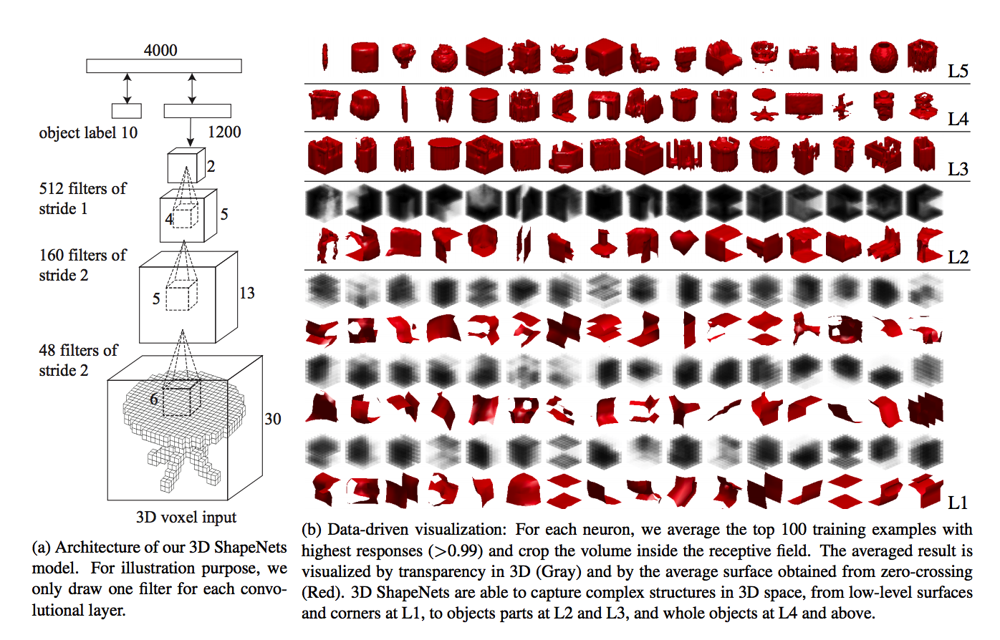 4000
object label 10
1200
2
512 filters of
stride 1
4
5
160 filters of
stride 2
5
13
48 filters of
stride 2
6
30
3D voxel input
(a) Architecture of our 3D ShapeNets
model. For illustration purpose, we
only draw one filter for each convo-
lutional layer.
L5
L4
L3
L2
L1
(b) Data-driven visualization: For each neuron, we average the top 100 training examples with
highest responses (>0.99) and crop the volume inside the receptive field. The averaged result is
visualized by transparency in 3D (Gray) and by the average surface obtained from zero-crossing
(Red). 3D ShapeNets are able to capture complex structures in 3D space, from low-level surfaces
and corners at L1, to objects parts at L2 and L3, and whole objects at L4 and above.